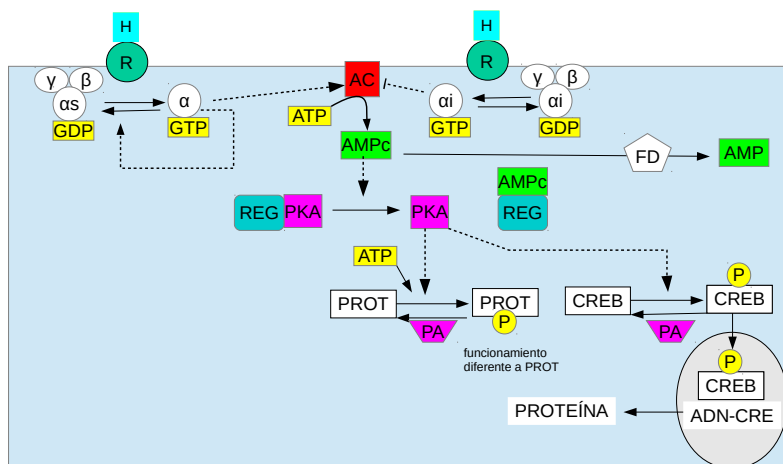 H
H
R
R
γ
β
γ
β
αs
α
AC
αi
αi
GDP
GTP
ATP
GTP
GDP
AMPc
FD
AMP
AMPc
REG
PKA
PKA
REG
ATP
P
PROT
PROT
CREB
CREB
PA
P
PA
funcionamiento
diferente a PROT
P
CREB
PROTEÍNA
ADN-CRE